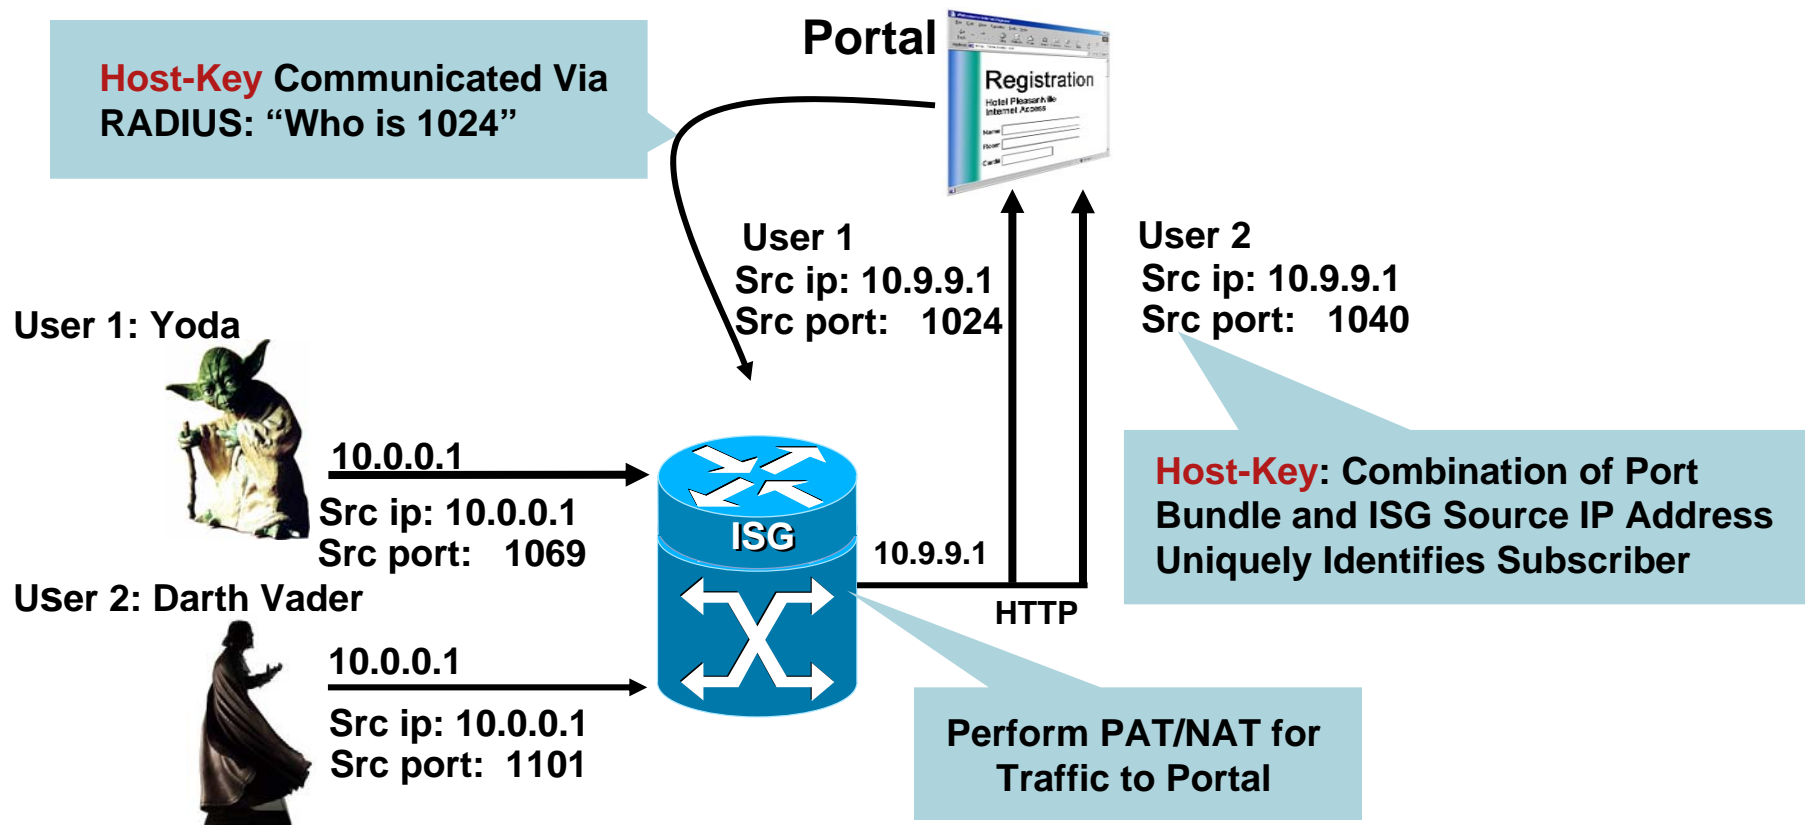 Portal
Host-Key Communicated Via
RADIUS: “Who is 1024”
Registration
Hotel Pleasantville
Internet Access
Name
Room
User 1
Src ip: 10.9.9.1
Src port: 1024
User 2
Src ip: 10.9.9.1
Src port: 1040
User 1: Yoda
10.0.0.1
Src ip: 10.0.0.1
Src port: 1069
ISG
10.9.9.1
HTTP
Host-Key: Combination of Port
Bundle and ISG Source IP Address
Uniquely Identifies Subscriber
User 2: Darth Vader
10.0.0.1
Src ip: 10.0.0.1
Src port: 1101
Perform PAT/NAT for
Traffic to Portal